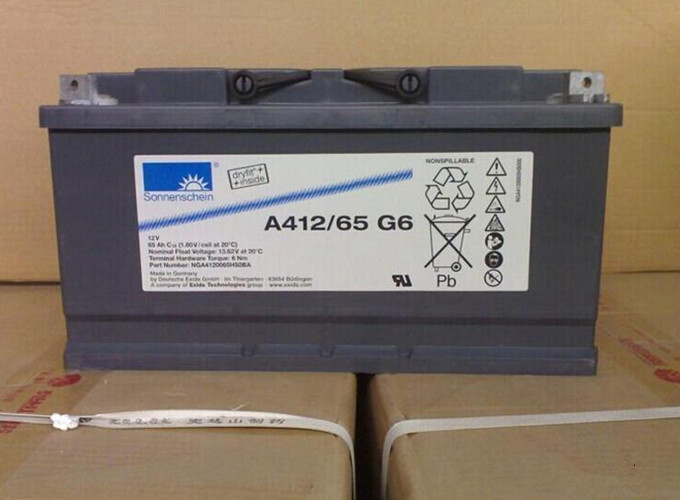 Sonnenschein
®
dryfit®
inside
NONSPILLABLE
A412/65 G6
12V
65 Ah C₁₀ (1.80V/cell at 20°C)
Nominal Float Voltage: 13.62V at 20°C
Terminal Hardware Torque: 6 Nm
Part Number: NGA4120065HS0BA
Made in Germany
by Deutsche Exide GmbH · Im Thiergarten 63654 Büdingen
A company of Exide Technologies group www.exide.com
Pb